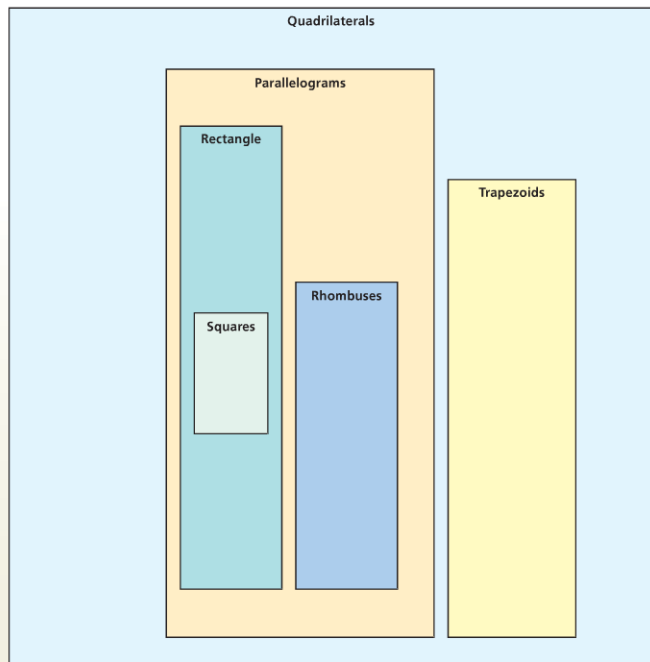 Quadrilaterals
Parallelograms
Rectangle
Trapezoids
Rhombuses
Squares